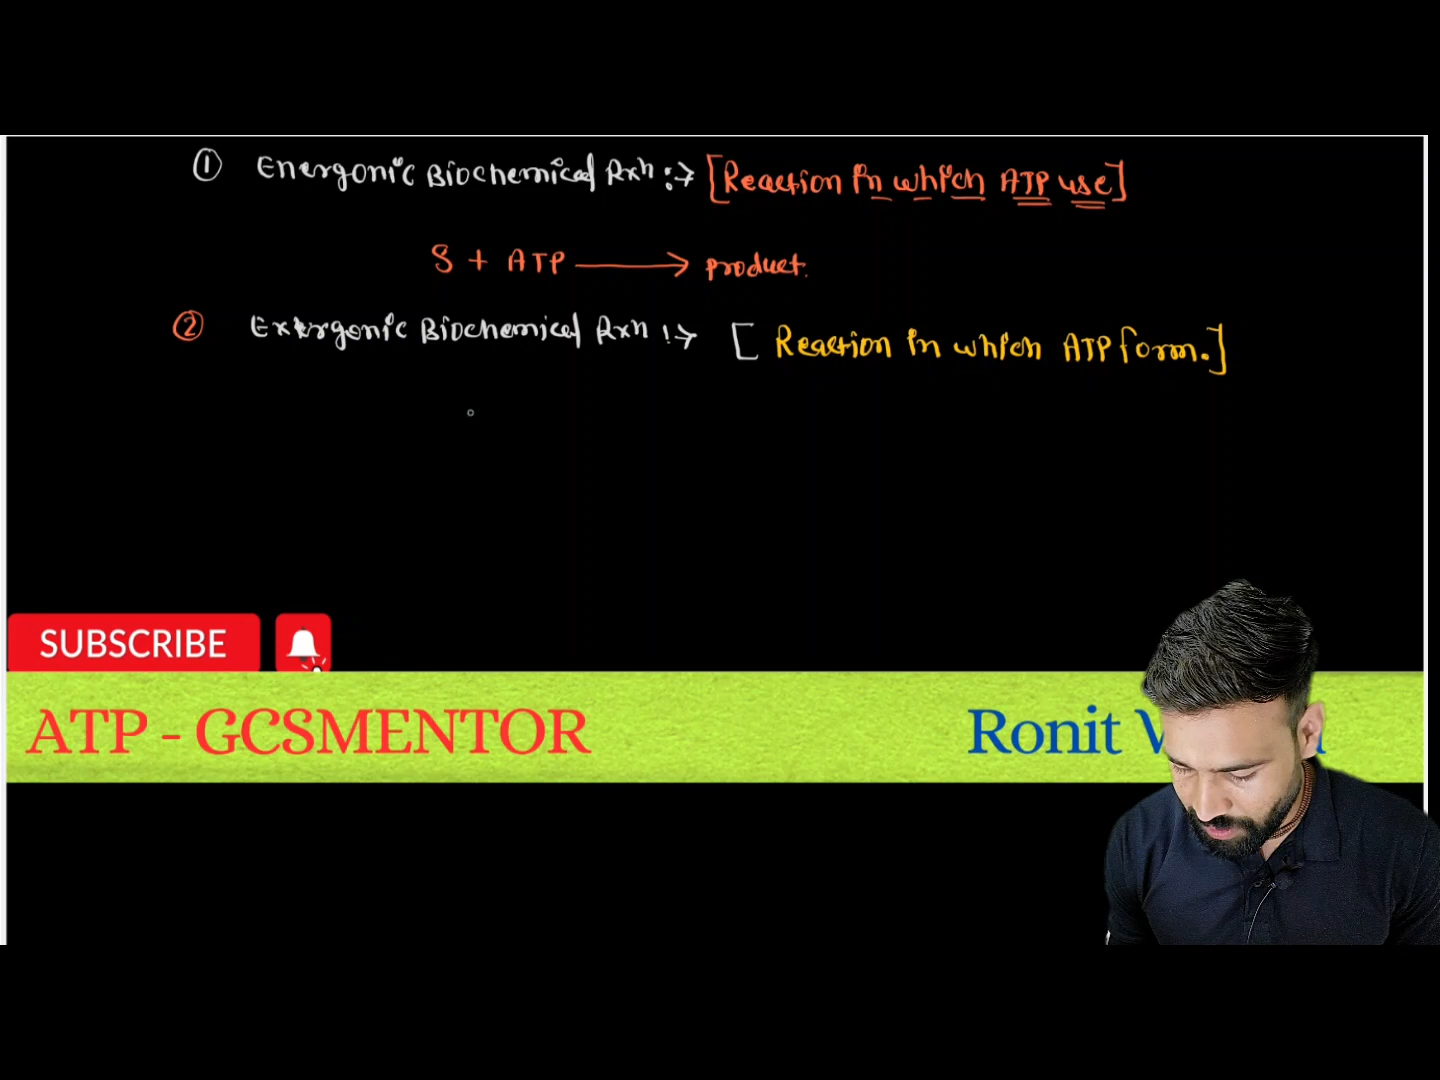 ① Energonic Biochemical Rxn :→ [Reaction in which ATP use]
S + ATP ⟶ product.
② Exergonic Biochemical Rxn :→ [Reaction in which ATP form.]
SUBSCRIBE
ATP - GCSMENTOR
Ronit